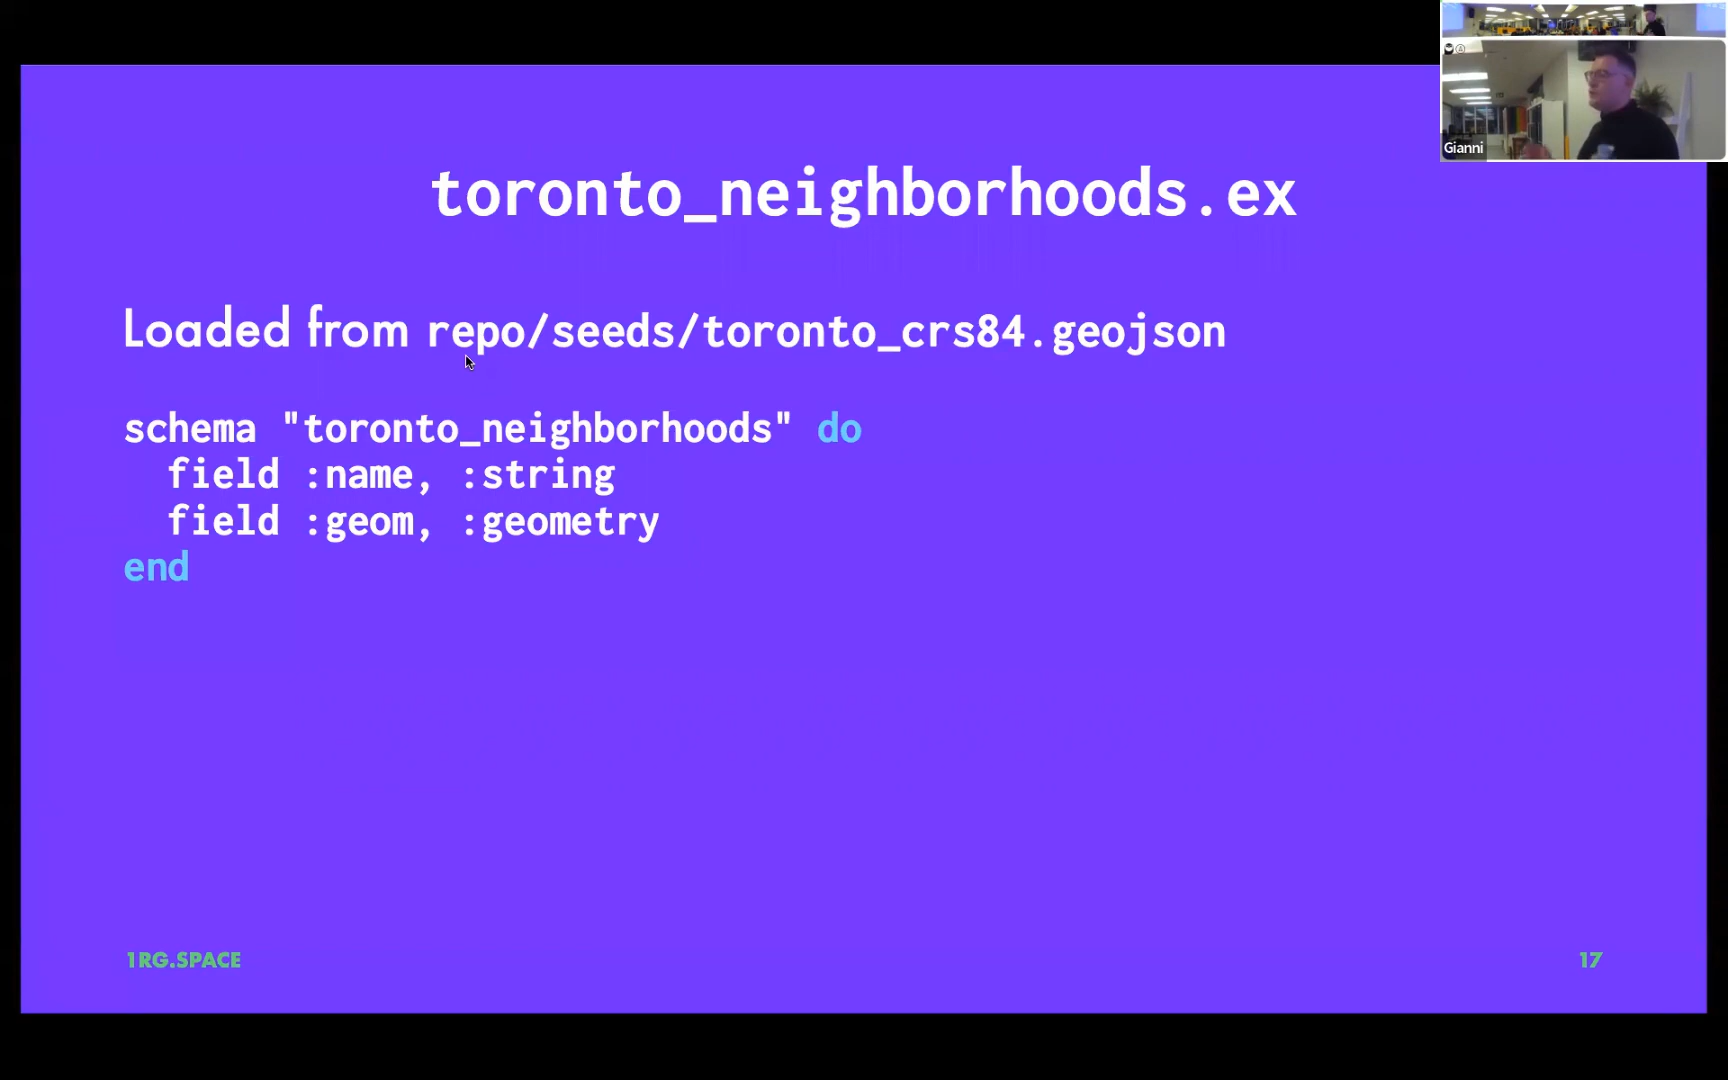 Gianni
toronto_neighborhoods.ex
Loaded from repo/seeds/toronto_crs84.geojson
schema "toronto_neighborhoods" do
  field :name, :string
  field :geom, :geometry
end
1RG.SPACE
17